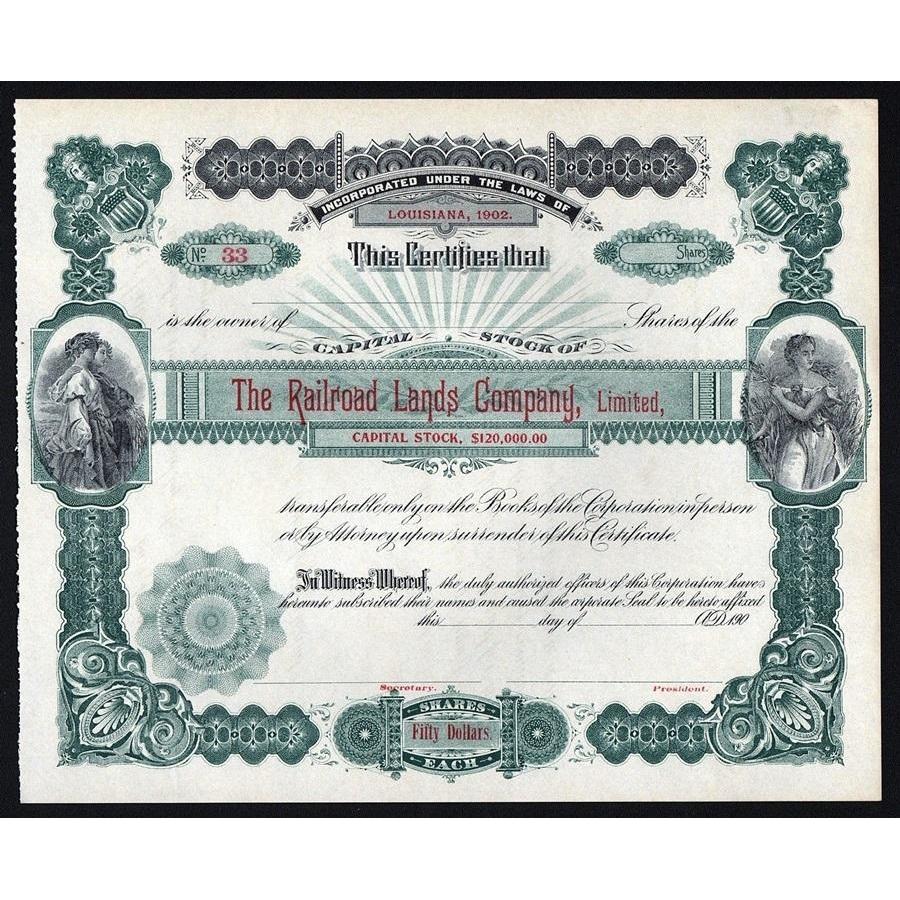 INCORPORATED UNDER THE LAWS OF
LOUISIANA, 1902.
No. 33
This Certifies that
Shares
is the owner of Shares of the
CAPITAL STOCK OF
The Railroad Lands Company, Limited,
CAPITAL STOCK, $120,000.00
transferable only on the Books of the Corporation in person
or by Attorney upon surrender of this Certificate.
In Witness Whereof, the duly authorized officers of this Corporation have
hereunto subscribed their names and caused the corporate Seal to be hereto affixed
this day of A.D. 190
Secretary. President.
SHARES
Fifty Dollars.
EACH